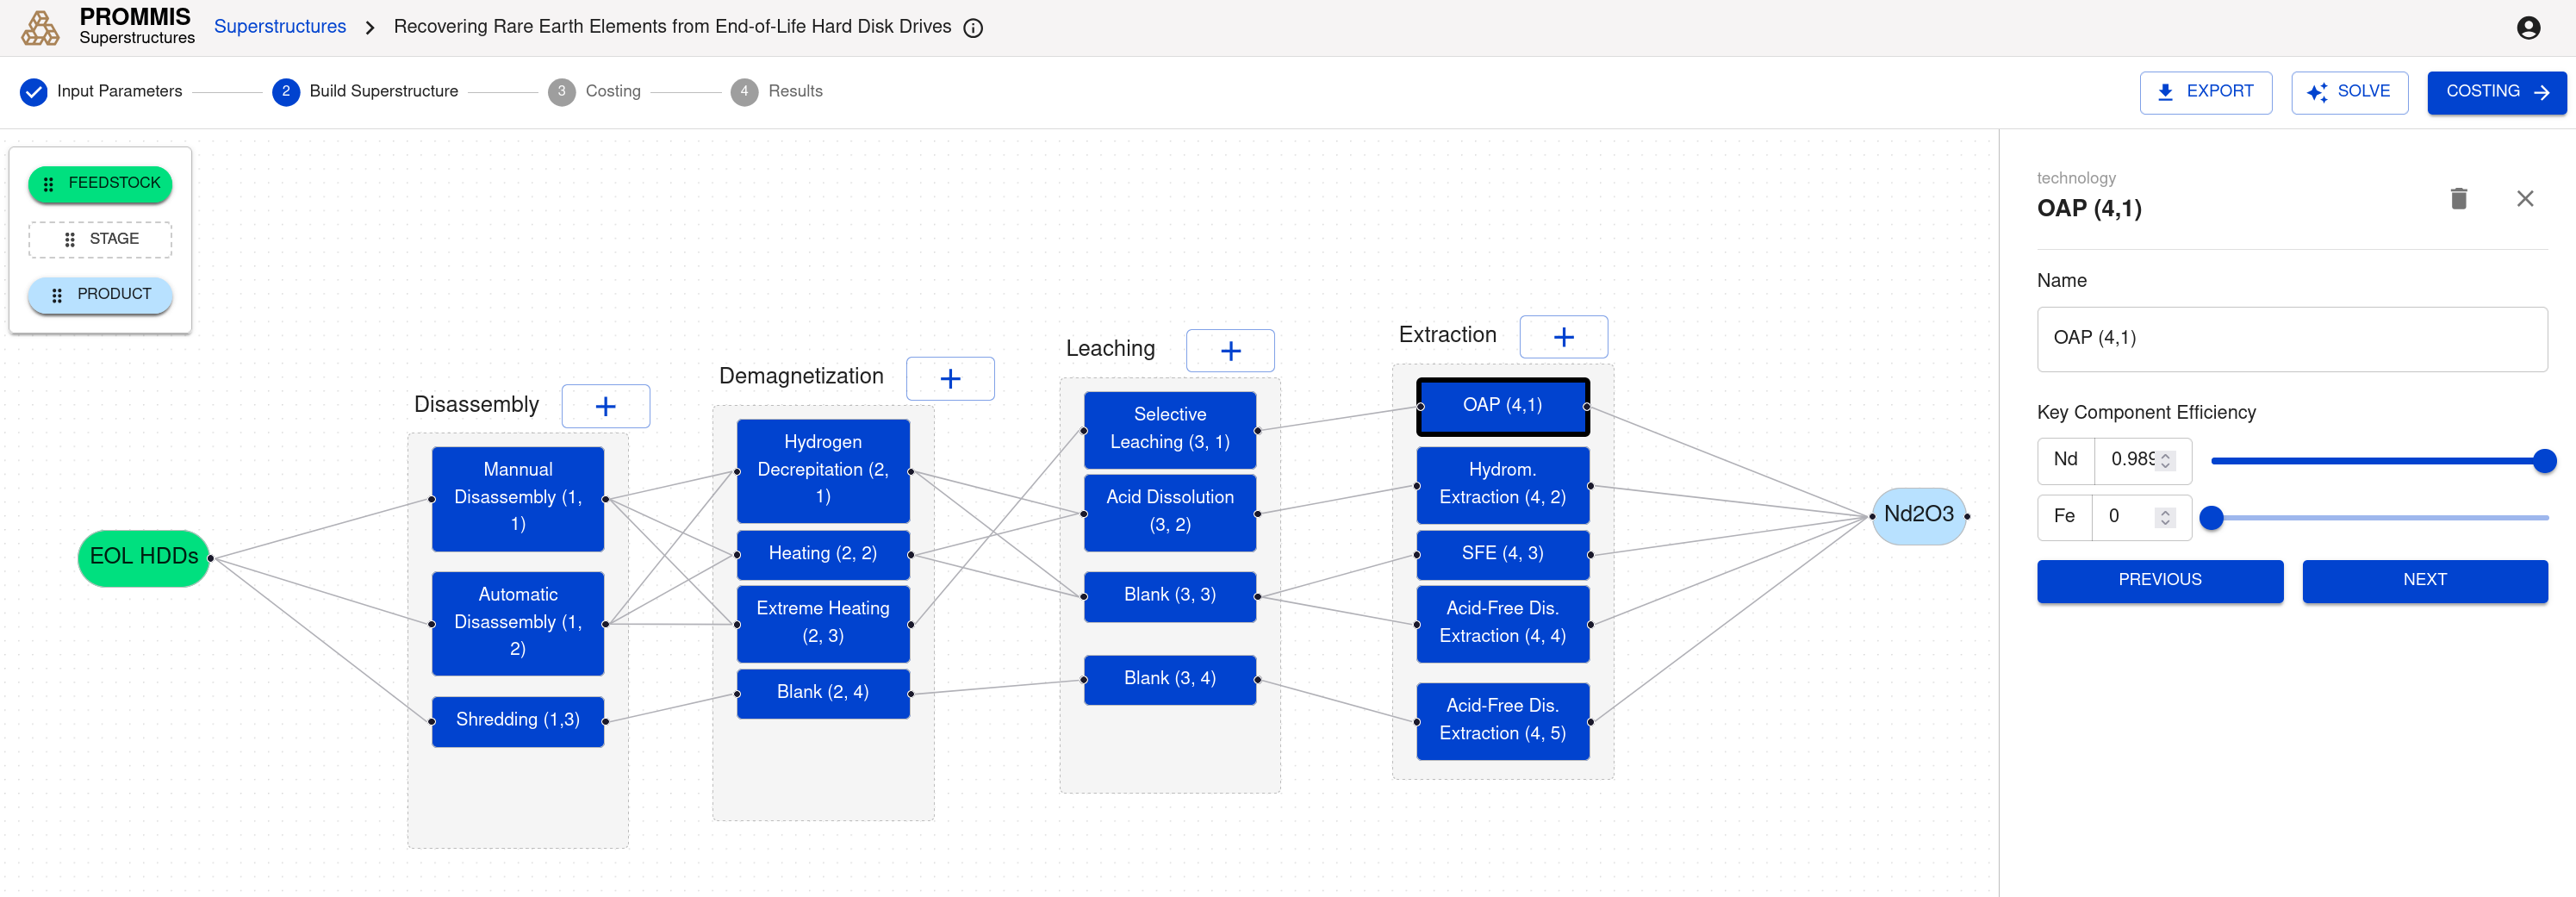 PROMMIS
Superstructures
Superstructures
Recovering Rare Earth Elements from End-of-Life Hard Disk Drives
Input Parameters
2
Build Superstructure
3
Costing
4
Results
EXPORT
SOLVE
COSTING
FEEDSTOCK
STAGE
PRODUCT
EOL HDDs
Disassembly
+
Mannual
Disassembly (1,
1)
Automatic
Disassembly (1,
2)
Shredding (1,3)
Demagnetization
+
Hydrogen
Decrepitation (2,
1)
Heating (2, 2)
Extreme Heating
(2, 3)
Blank (2, 4)
Leaching
+
Selective
Leaching (3, 1)
Acid Dissolution
(3, 2)
Blank (3, 3)
Blank (3, 4)
Extraction
+
OAP (4,1)
Hydrom.
Extraction (4, 2)
SFE (4, 3)
Acid-Free Dis.
Extraction (4, 4)
Acid-Free Dis.
Extraction (4, 5)
Nd2O3
technology
OAP (4,1)
Name
OAP (4,1)
Key Component Efficiency
Nd
0.989
Fe
0
PREVIOUS
NEXT